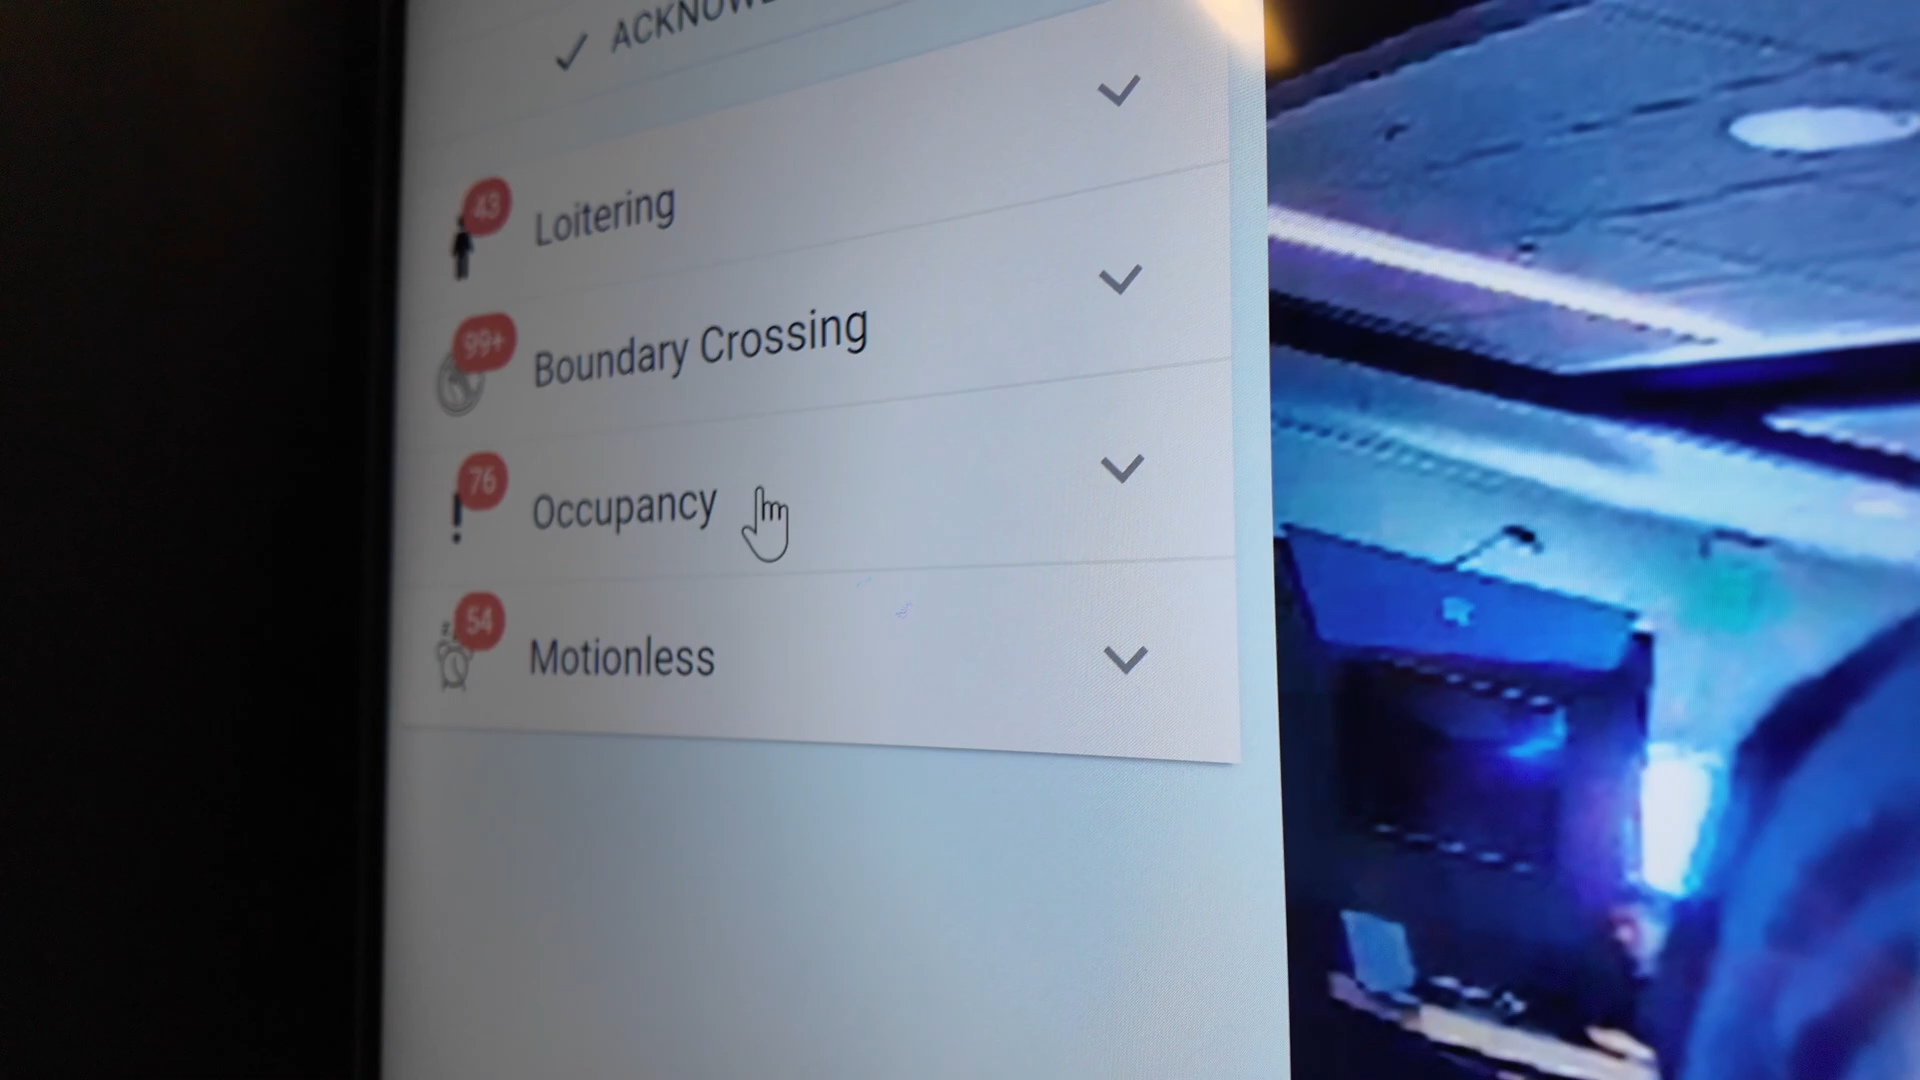 43
Loitering
99+
Boundary Crossing
76
Occupancy
54
Motionless